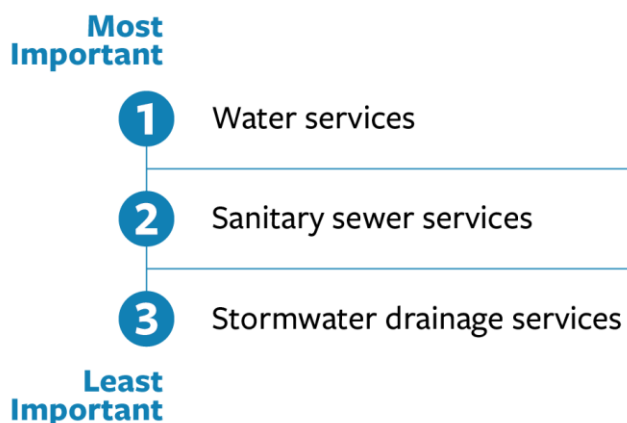 Most
Important
1 Water services
2 Sanitary sewer services
3 Stormwater drainage services
Least
Important